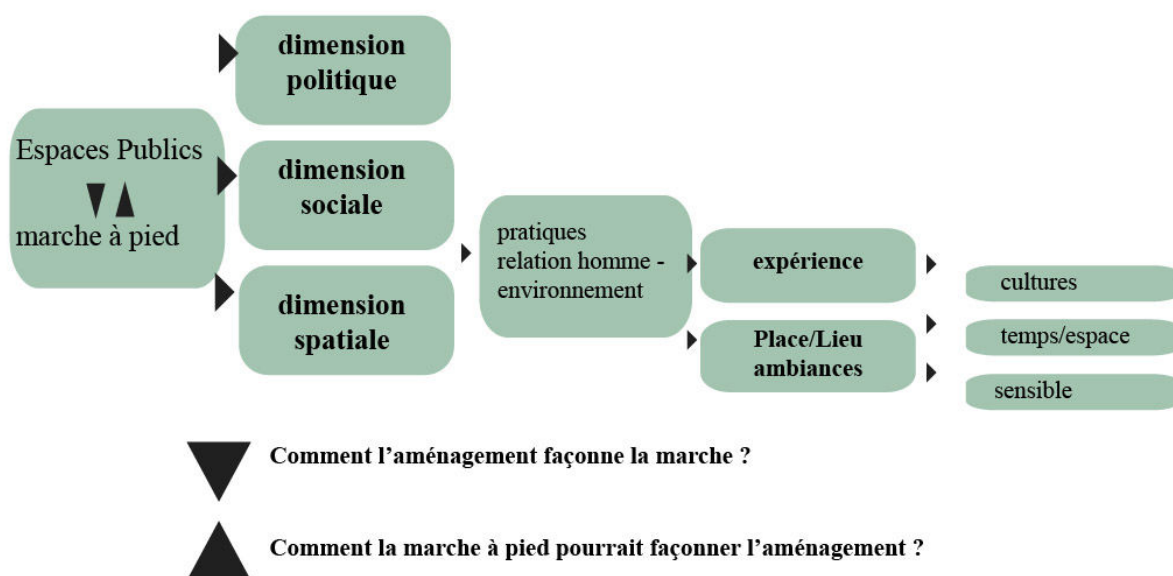 Espaces Publics
marche à pied
dimension
politique
dimension
sociale
dimension
spatiale
pratiques
relation homme -
environnement
expérience
Place/Lieu
ambiances
cultures
temps/espace
sensible
Comment l’aménagement façonne la marche ?
Comment la marche à pied pourrait façonner l’aménagement ?